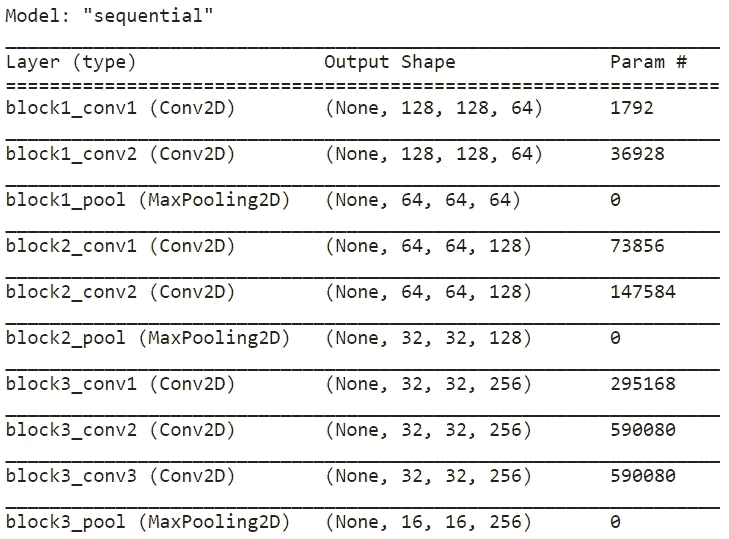 Model: "sequential"
Layer (type) Output Shape Param #
block1_conv1 (Conv2D) (None, 128, 128, 64) 1792
block1_conv2 (Conv2D) (None, 128, 128, 64) 36928
block1_pool (MaxPooling2D) (None, 64, 64, 64) 0
block2_conv1 (Conv2D) (None, 64, 64, 128) 73856
block2_conv2 (Conv2D) (None, 64, 64, 128) 147584
block2_pool (MaxPooling2D) (None, 32, 32, 128) 0
block3_conv1 (Conv2D) (None, 32, 32, 256) 295168
block3_conv2 (Conv2D) (None, 32, 32, 256) 590080
block3_conv3 (Conv2D) (None, 32, 32, 256) 590080
block3_pool (MaxPooling2D) (None, 16, 16, 256) 0